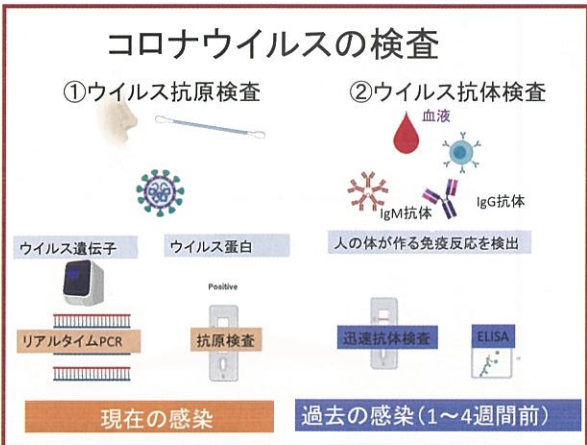 コロナウイルスの検査
①ウイルス抗原検査
②ウイルス抗体検査
血液
IgM抗体
IgG抗体
ウイルス遺伝子
ウイルス蛋白
人の体が作る免疫反応を検出
Positive
リアルタイムPCR
抗原検査
迅速抗体検査
ELISA
現在の感染
過去の感染(1~4週間前)